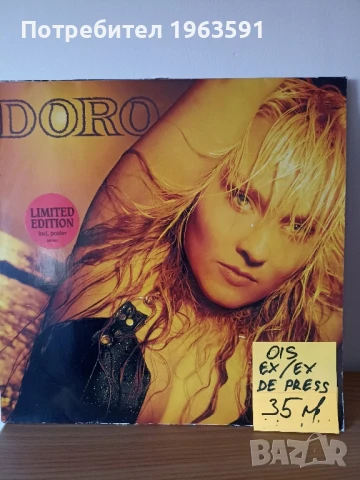 Потребител 1963591
DORO
LIMITED
EDITION
incl. poster
OIS
EX/EX
DE PRESS
35 м
BAZAR